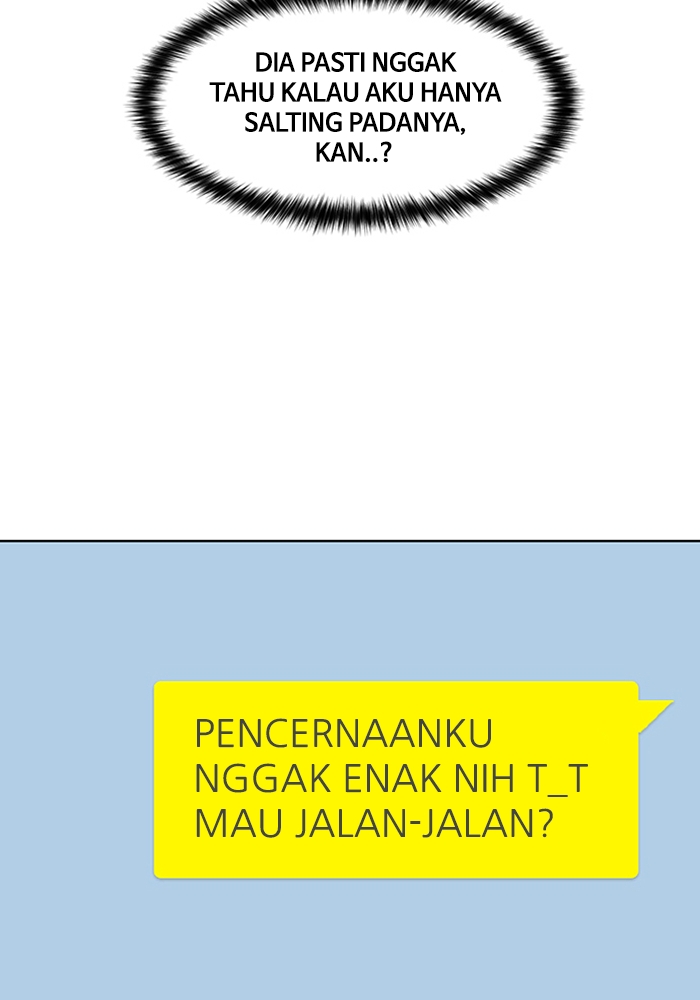 DIA PASTI NGGAK
TAHU KALAU AKU HANYA
SALTING PADANYA,
KAN..?
PENCERNAANKU
NGGAK ENAK NIH T_T
MAU JALAN-JALAN?